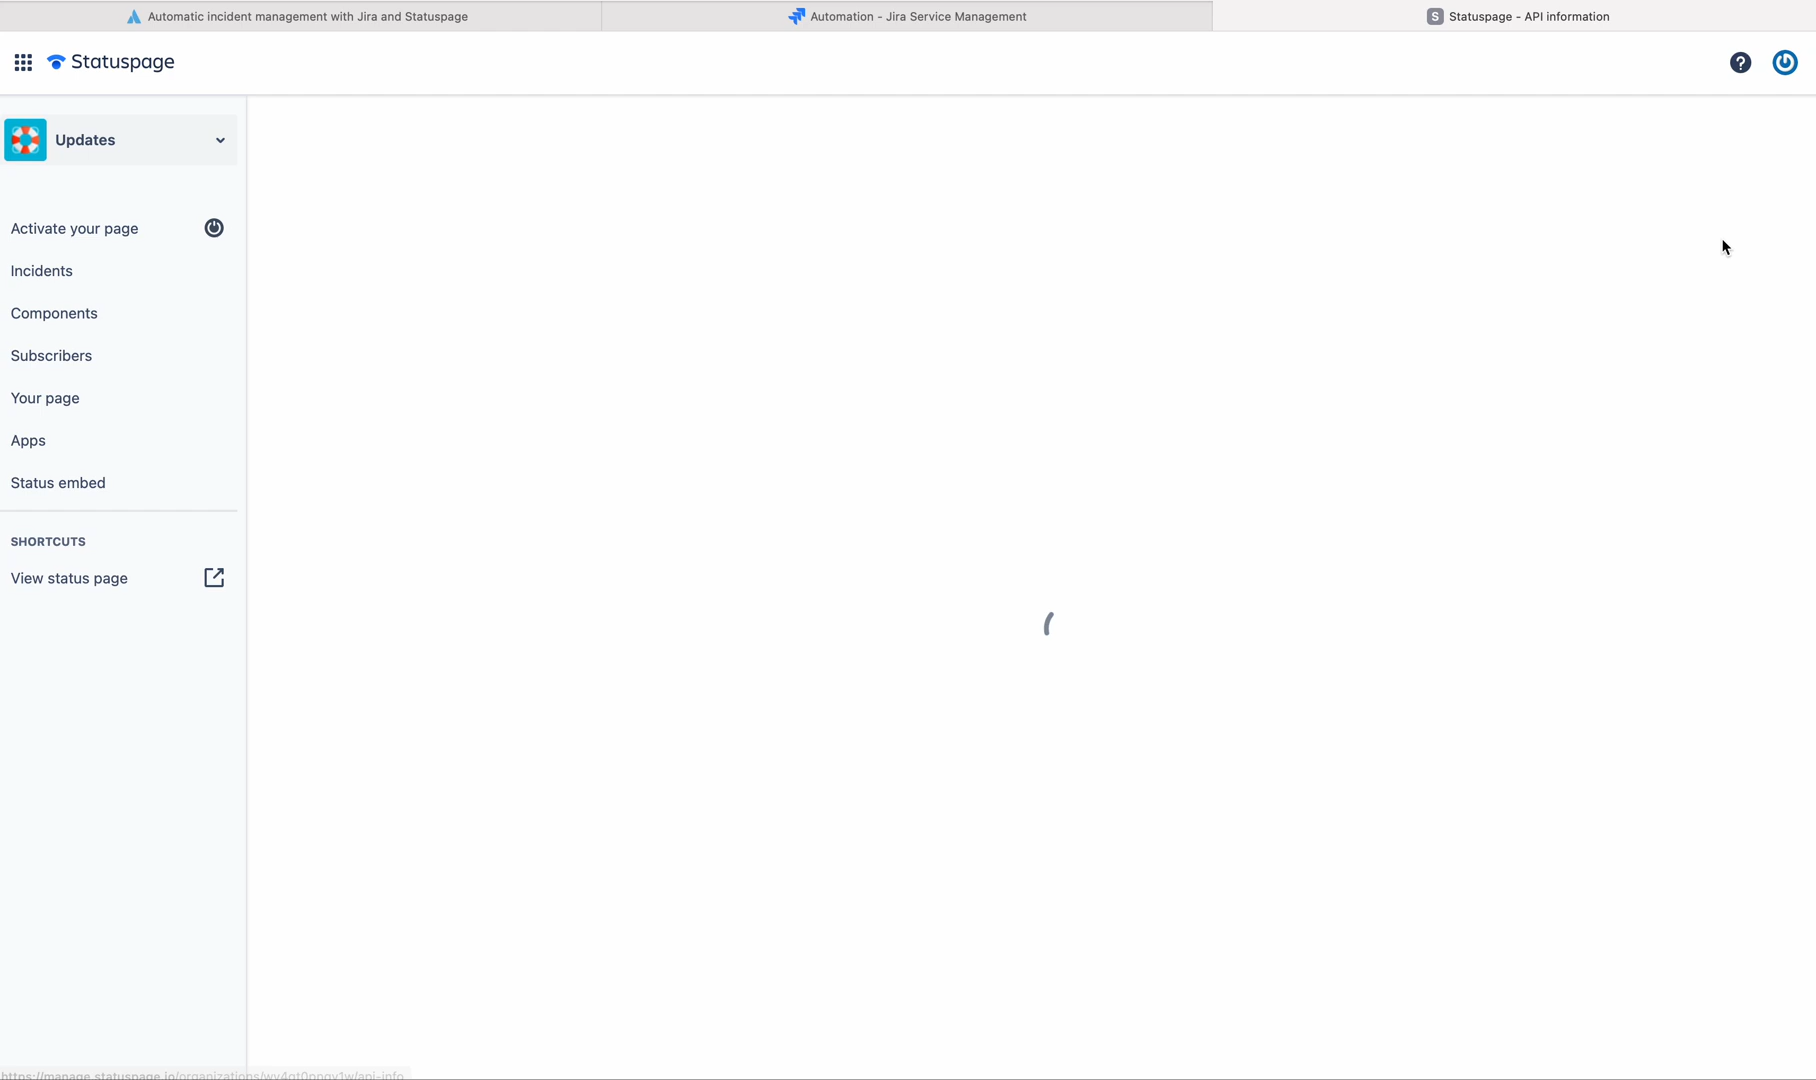 Automatic incident management with Jira and Statuspage
Automation - Jira Service Management
S Statuspage - API information
Statuspage
?
Updates
Activate your page
Incidents
Components
Subscribers
Your page
Apps
Status embed
SHORTCUTS
View status page